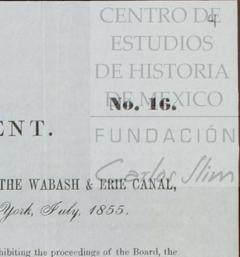 CENTRO DE
ESTUDIOS
DE HISTORIA
DE MEXICO
No. 16.
FUNDACIÓN
ENT.
Carlos Slim
THE WABASH & ERIE CANAL,
York, July, 1855.
hibiting the proceedings of the Board, the